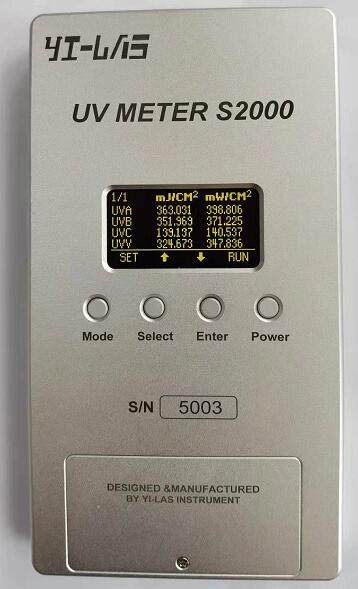 YI-LAS
UV METER S2000
1/1 mJ/CM² mW/CM²
UVA 363.031 398.806
UVB 351.969 371.225
UVC 139.137 140.537
UVV 324.673 347.836
SET ↑ ↓ RUN
Mode Select Enter Power
S/N 5003
DESIGNED &MANUFACTURED
BY YI-LAS INSTRUMENT